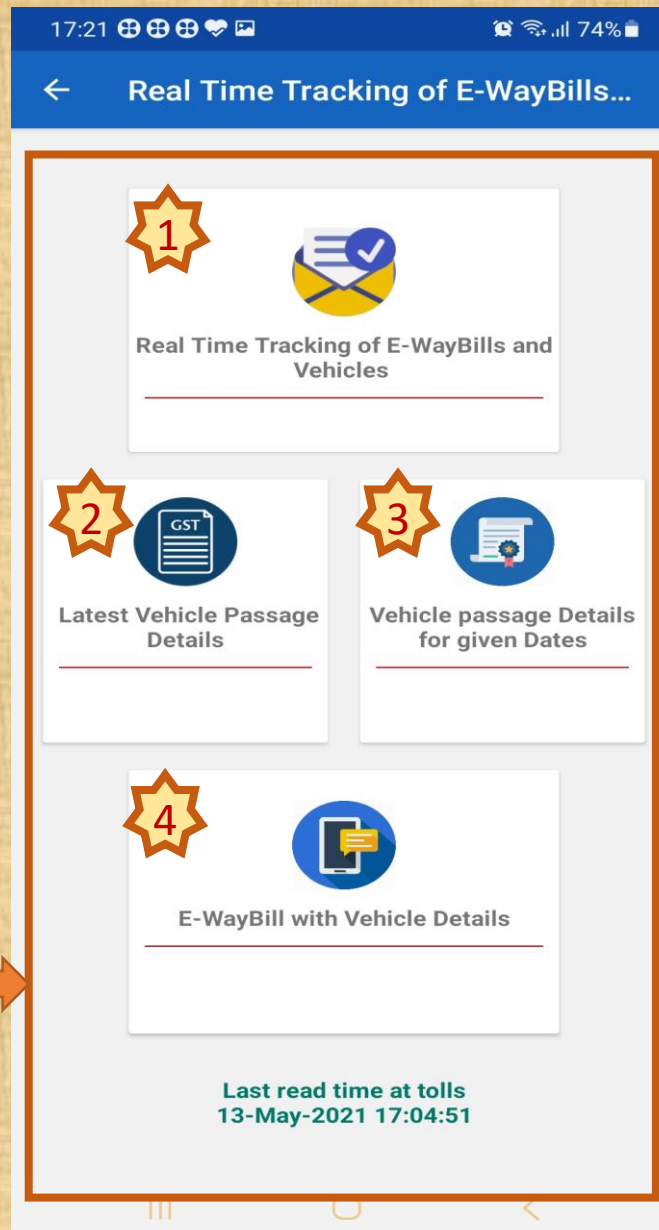 17:21 74%
Real Time Tracking of E-WayBills...
1
Real Time Tracking of E-WayBills and
Vehicles
2
GST
Latest Vehicle Passage
Details
3
Vehicle passage Details
for given Dates
4
E-WayBill with Vehicle Details
Last read time at tolls
13-May-2021 17:04:51